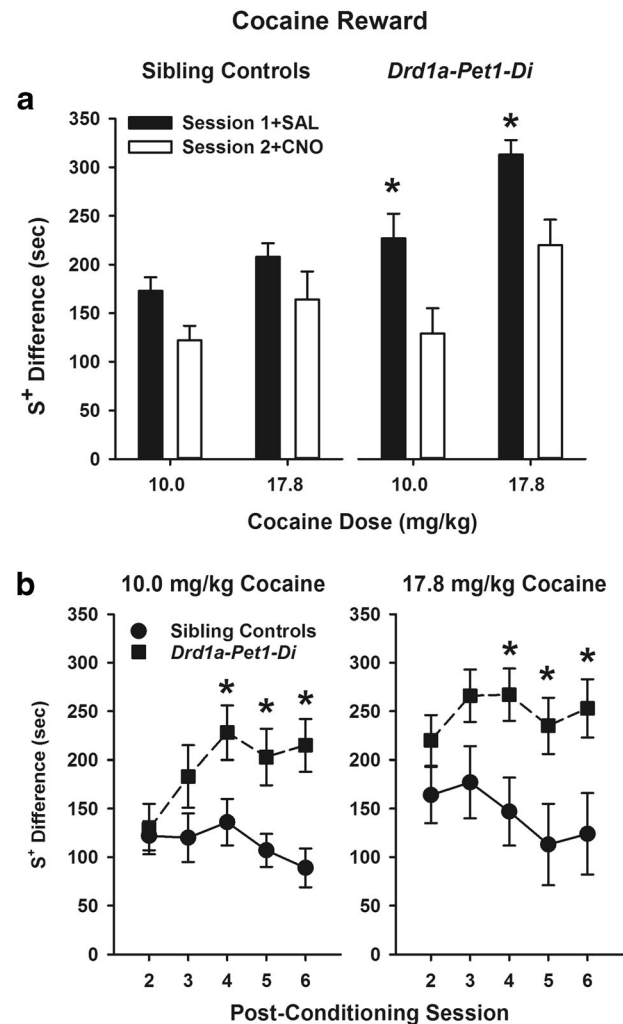 Cocaine Reward
Sibling Controls Drd1a-Pet1-Di
a
350
300
250
200
150
100
50
0
S+ Difference (sec)
Session 1+SAL
Session 2+CNO
*
*
10.0 17.8 10.0 17.8
Cocaine Dose (mg/kg)
b
10.0 mg/kg Cocaine 17.8 mg/kg Cocaine
350
300
250
200
150
100
50
0
S+ Difference (sec)
Sibling Controls
Drd1a-Pet1-Di
* * *
350
300
250
200
150
100
50
0
* * *
2 3 4 5 6 2 3 4 5 6
Post-Conditioning Session